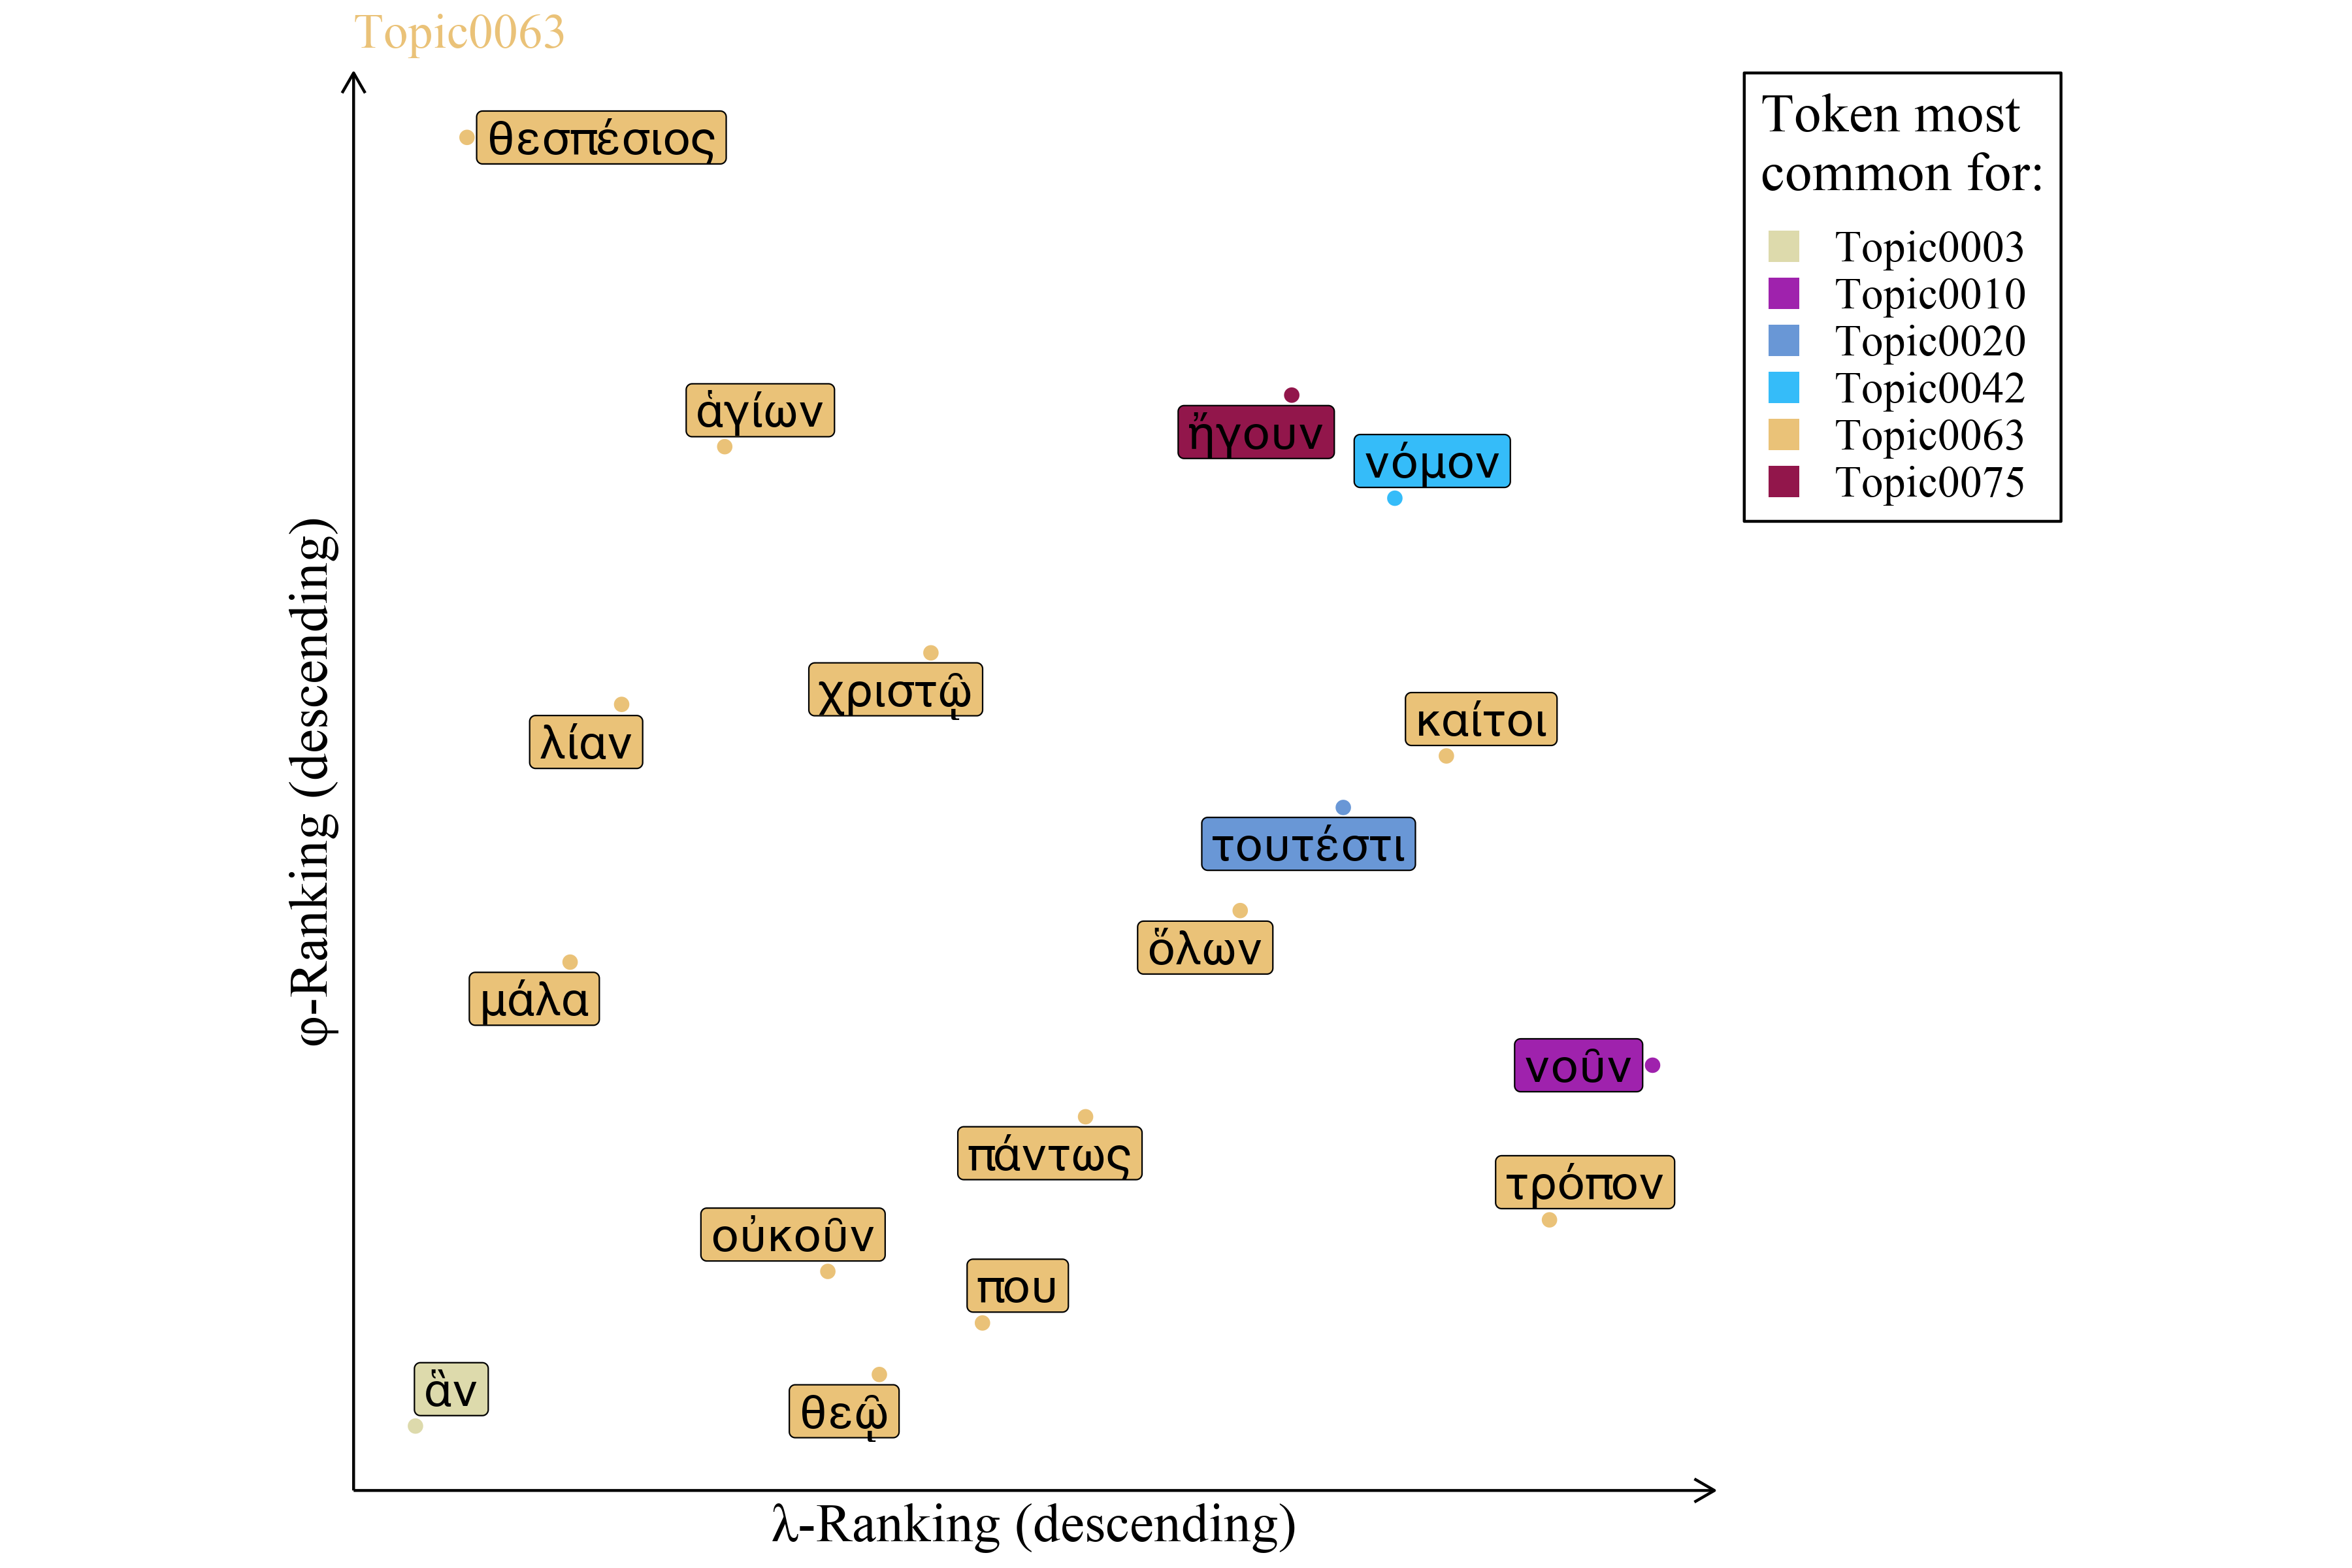 Topic0063
θεσπέσιος
ἁγίων
ἤγουν
νόμον
χριστῷ
λίαν
καίτοι
τουτέστι
ὅλων
μάλα
νοῦν
πάντως
τρόπον
οὐκοῦν
που
ἂν
θεῷ
φ-Ranking (descending)
λ-Ranking (descending)
Token most
common for:
Topic0003
Topic0010
Topic0020
Topic0042
Topic0063
Topic0075